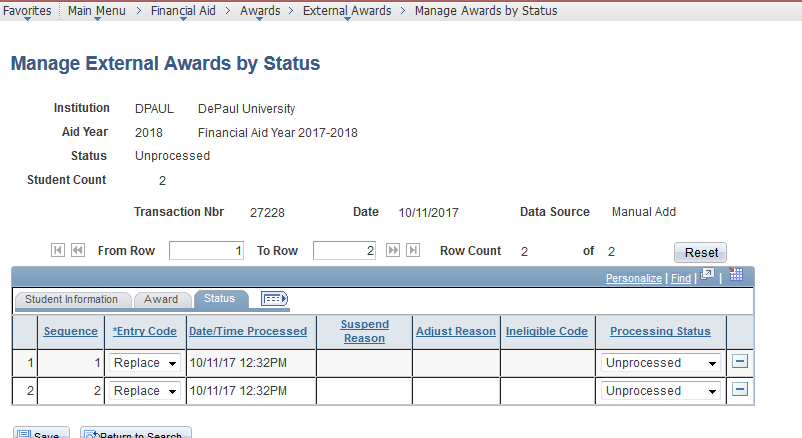 Favorites Main Menu > Financial Aid > Awards > External Awards > Manage Awards by Status
Manage External Awards by Status
Institution DPAUL DePaul University
Aid Year 2018 Financial Aid Year 2017-2018
Status Unprocessed
Student Count 2
Transaction Nbr 27228 Date 10/11/2017 Data Source Manual Add
From Row 1 To Row 2 Row Count 2 of 2 Reset
Personalize | Find | |
Student Information Award Status
Sequence *Entry Code Date/Time Processed Suspend Reason Adjust Reason Ineligible Code Processing Status
1 1 Replace 10/11/17 12:32PM Unprocessed
2 2 Replace 10/11/17 12:32PM Unprocessed
Save Return to Search